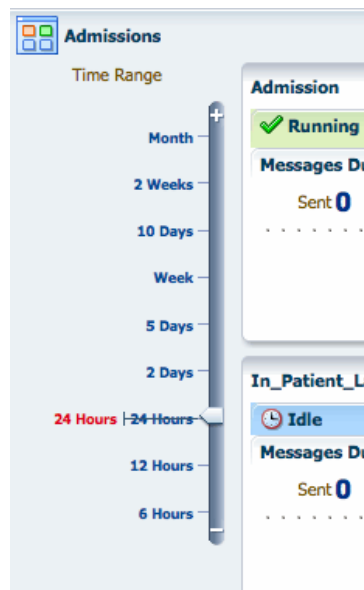 Admissions
Time Range
Month
2 Weeks
10 Days
Week
5 Days
2 Days
24 Hours 24 Hours
12 Hours
6 Hours
Admission
Running
Messages Du
Sent 0
In_Patient_L
Idle
Messages Du
Sent 0